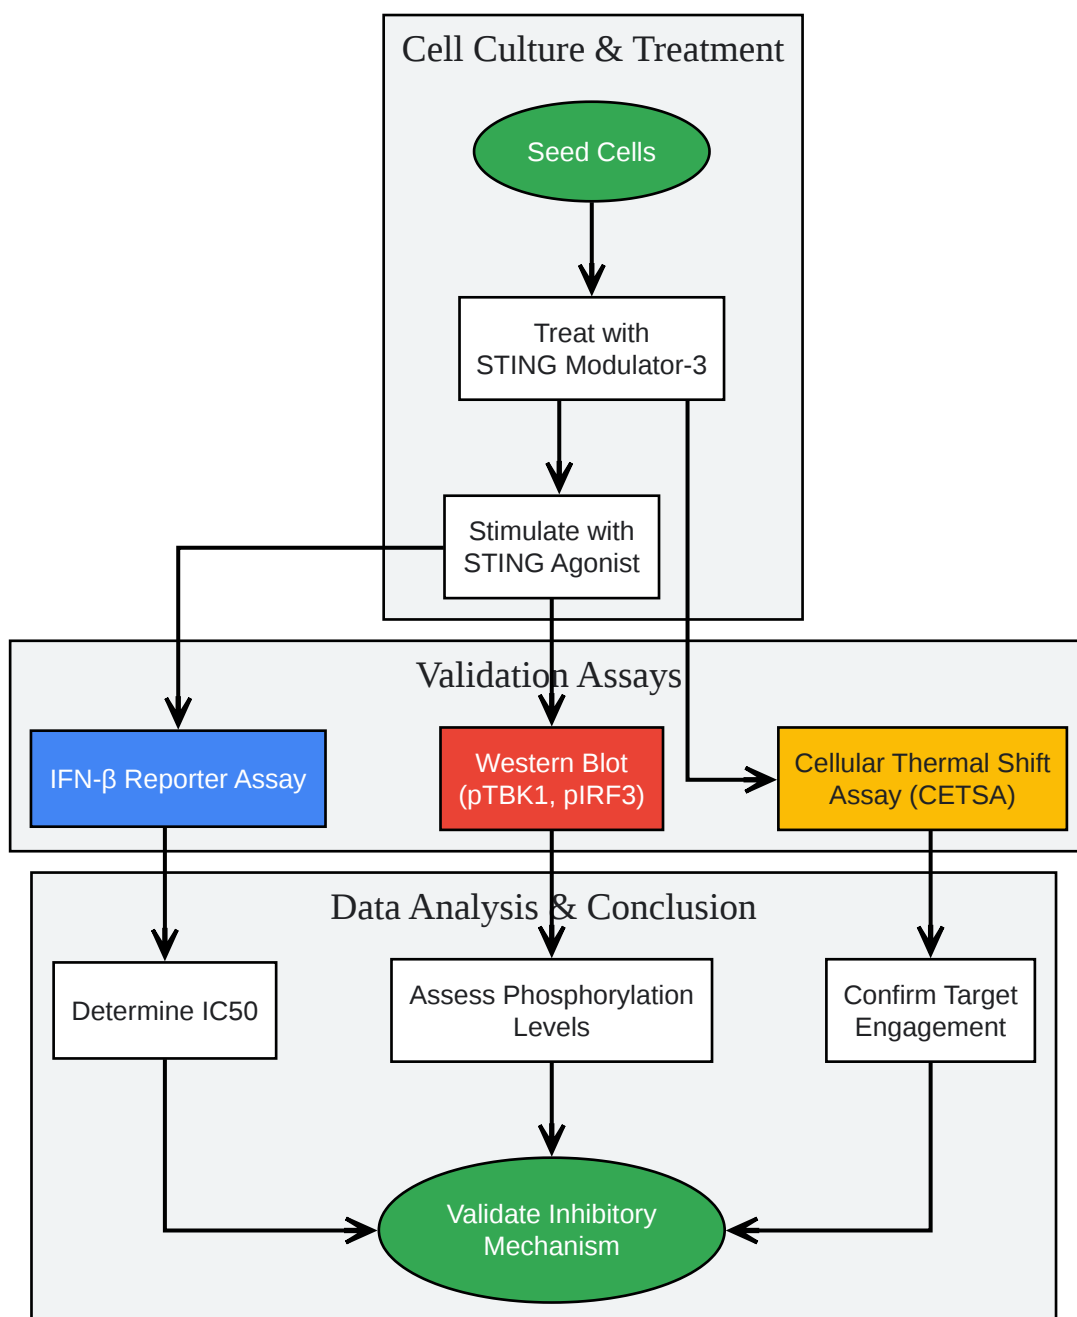 Cell Culture & Treatment
Seed Cells
Treat with
STING Modulator-3
Stimulate with
STING Agonist
Validation Assays
IFN-β Reporter Assay
Western Blot
(pTBK1, pIRF3)
Cellular Thermal Shift
Assay (CETSA)
Data Analysis & Conclusion
Determine IC50
Assess Phosphorylation
Levels
Confirm Target
Engagement
Validate Inhibitory
Mechanism